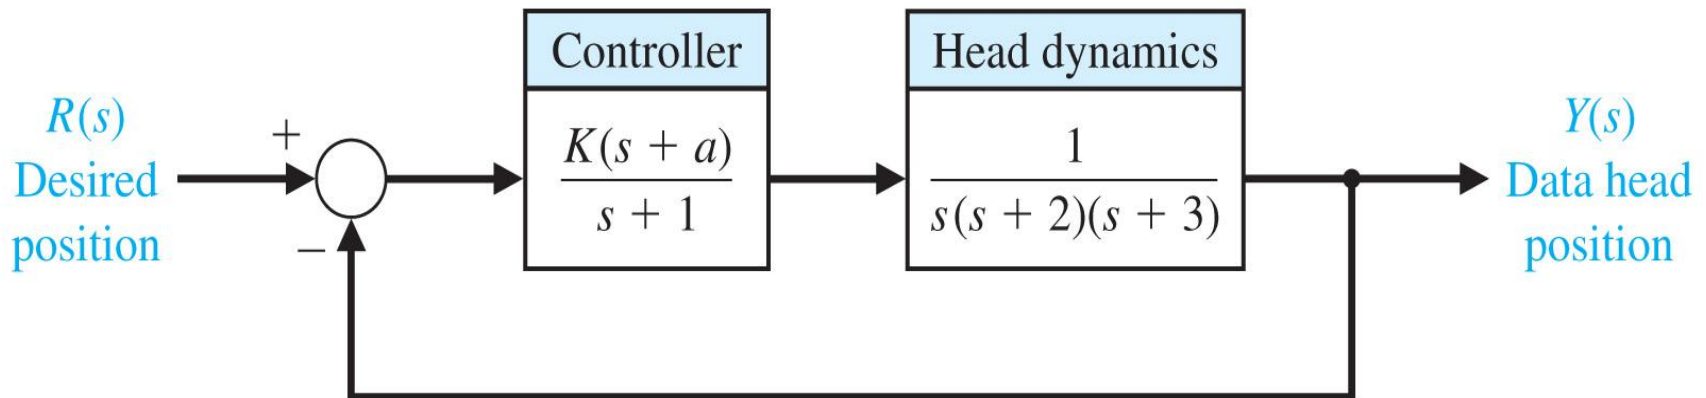 Controller
Head dynamics
R(s)
Desired
position
+
−
K(s + a)
s + 1
1
s(s + 2)(s + 3)
Y(s)
Data head
position